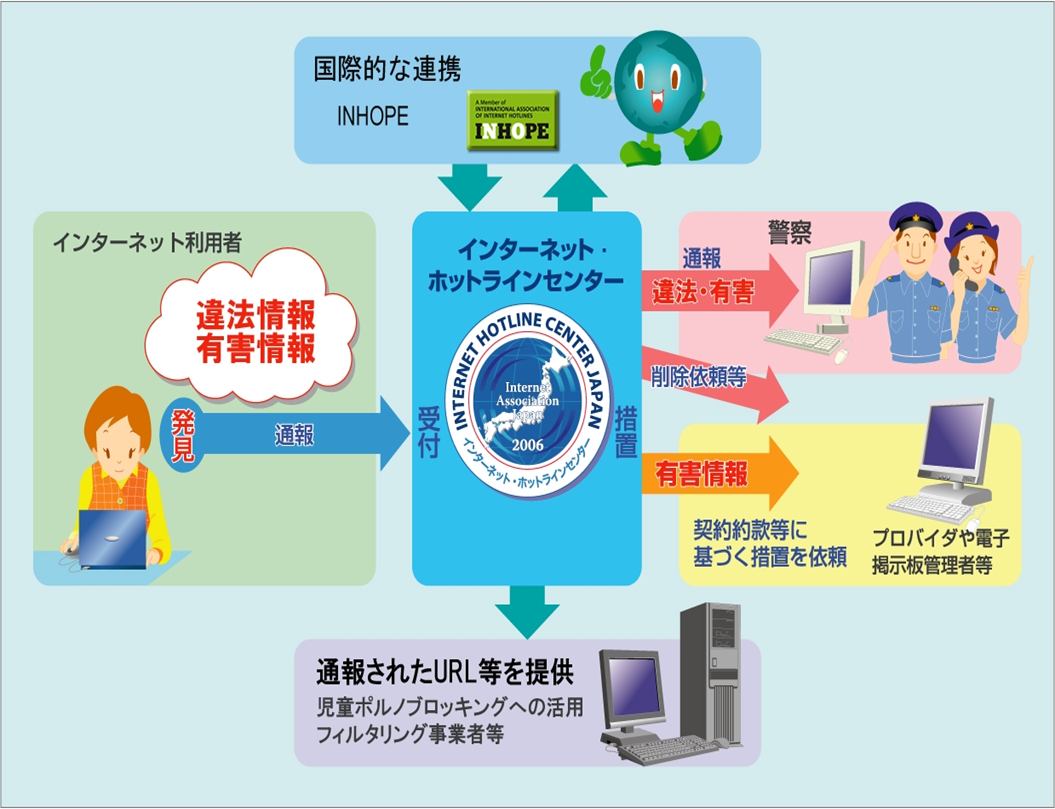 国際的な連携
INHOPE
A Member of
INTERNATIONAL ASSOCIATION
OF INTERNET HOTLINES
INHOPE
インターネット利用者
違法情報
有害情報
発見
通報
インターネット・
ホットラインセンター
受付
措置
INTERNET HOTLINE CENTER JAPAN
Internet
Association
Japan
2006
インターネット・ホットラインセンター
警察
通報
違法・有害
削除依頼等
有害情報
契約約款等に
基づく措置を依頼
プロバイダや電子
掲示板管理者等
通報されたURL等を提供
児童ポルノブロッキングへの活用
フィルタリング事業者等